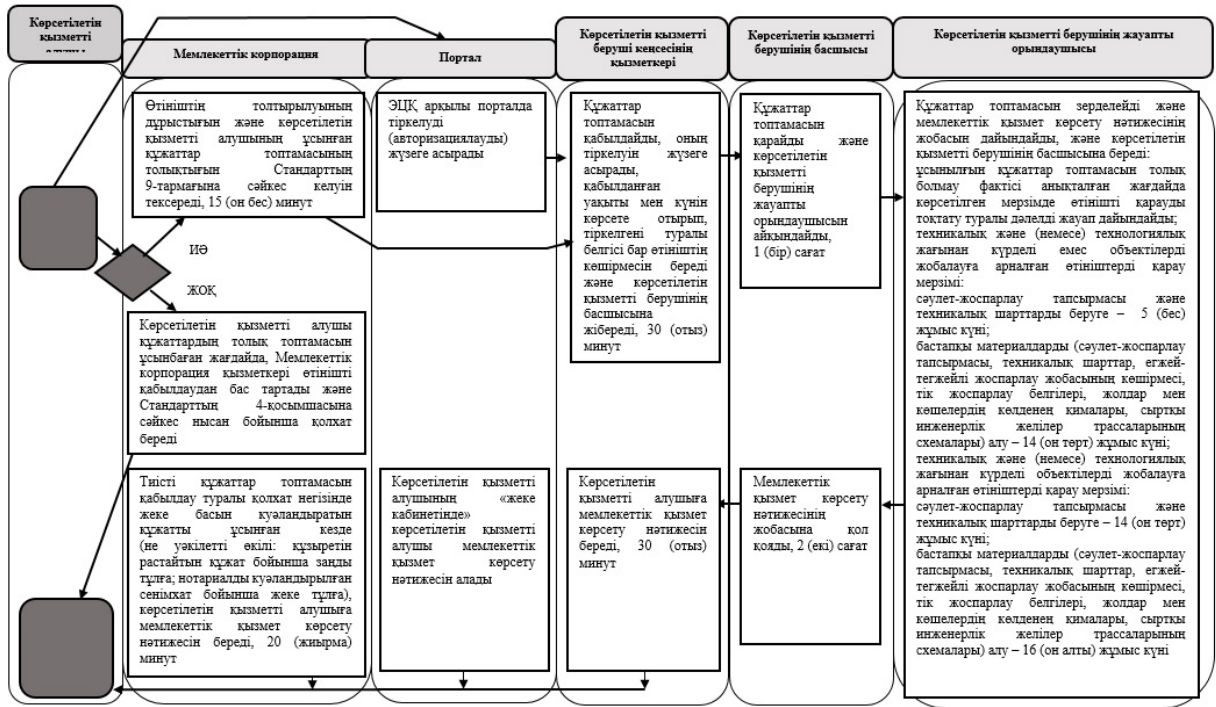 Көрсетілетін
қызметті
алушы
Мемлекеттік корпорация
Портал
Көрсетілетін қызметті
беруші кеңсесінің
қызметкері
Көрсетілетін қызметті
берушінің басшысы
Көрсетілетін қызметті берушінің жауапты
орындаушысы
Өтініштің толтырылуының
дұрыстығын және көрсетілетін
қызметті алушының ұсынған
құжаттар топтамасының
толықтығын Стандарттың
9-тармағына сәйкес келуін
тексереді, 15 (он бес) минут
ЭЦҚ арқылы порталда
тіркелуді
(авторизациялауды)
жүзеге асырады
Құжаттар
топтамасын
қабылдайды, оның
тіркелуін жүзеге
асырады,
қабылданған
уақыты мен күнін
көрсете отырып,
тіркелгені туралы
белгісі бар өтініштің
көшірмесін береді
және көрсетілетін
қызметті берушінің
басшысына
жібереді, 30 (отыз)
минут
Құжаттар
топтамасын
қарайды және
көрсетілетін
қызметті
берушінің
жауапты
орындаушысын
айқындайды,
1 (бір) сағат
Құжаттар топтамасын зерделейді және
мемлекеттік қызмет көрсету нәтижесінің
жобасын дайындайды, және көрсетілетін
қызметті берушінің басшысына береді:
ұсынылғын құжаттар топтамасын толық
болмау фактісі анықталған жағдайда
көрсетілген мерзімде өтінішті қарауды
тоқтату туралы дәлелді жауап дайындайды;
техникалық және (немесе) технологиялық
жағынан күрделі емес объектілерді
жобалауға арналған өтініштерді қарау
мерзімі:
сәулет-жоспарлау тапсырмасы және
техникалық шарттарды беруге – 5 (бес)
жұмыс күні;
бастапқы материалдарды (сәулет-жоспарлау
тапсырмасы, техникалық шарттар, егжей-
тегжейлі жоспарлау жобасының көшірмесі,
тік жоспарлау белгілері, жолдар мен
көшелердің көлденең қималары, сыртқы
инженерлік желілер трассаларының
схемалары) алу – 14 (он төрт) жұмыс күні;
техникалық және (немесе) технологиялық
жағынан күрделі объектілерді жобалауға
арналған өтініштерді қарау мерзімі:
сәулет-жоспарлау тапсырмасы және
техникалық шарттарды беруге – 14 (он төрт)
жұмыс күні;
бастапқы материалдарды (сәулет-жоспарлау
тапсырмасы, техникалық шарттар, егжей-
тегжейлі жоспарлау жобасының көшірмесі,
тік жоспарлау белгілері, жолдар мен
көшелердің көлденең қималары, сыртқы
инженерлік желілер трассаларының
схемалары) алу – 16 (он алты) жұмыс күні
ИӘ
ЖОҚ
Көрсетілетін қызметті алушы
құжаттардың толық топтамасын
ұсынбаған жағдайда, Мемлекеттік
корпорация қызметкері өтінішті
қабылдаудан бас тартады және
Стандарттың 4-қосымшасына
сәйкес нысан бойынша қолхат
береді
Тиісті құжаттар топтамасын
қабылдау туралы қолхат негізінде
жеке басын куәландыратын
құжатты ұсынған кезде
(не уәкілетті өкілі: құзыретін
растайтын құжат бойынша заңды
тұлға; нотариалды куәландырылған
сенімхат бойынша жеке тұлға),
көрсетілетін қызметті алушыға
мемлекеттік қызмет көрсету
нәтижесін береді, 20 (жиырма)
минут
Көрсетілетін қызметті
алушының «жеке
кабинетінде»
көрсетілетін қызметті
алушы мемлекеттік
қызмет көрсету
нәтижесін алады
Көрсетілетін
қызметті алушыға
мемлекеттік қызмет
көрсету нәтижесін
береді, 30 (отыз)
минут
Мемлекеттік
қызмет көрсету
нәтижесінің
жобасына қол
қояды, 2 (екі) сағат